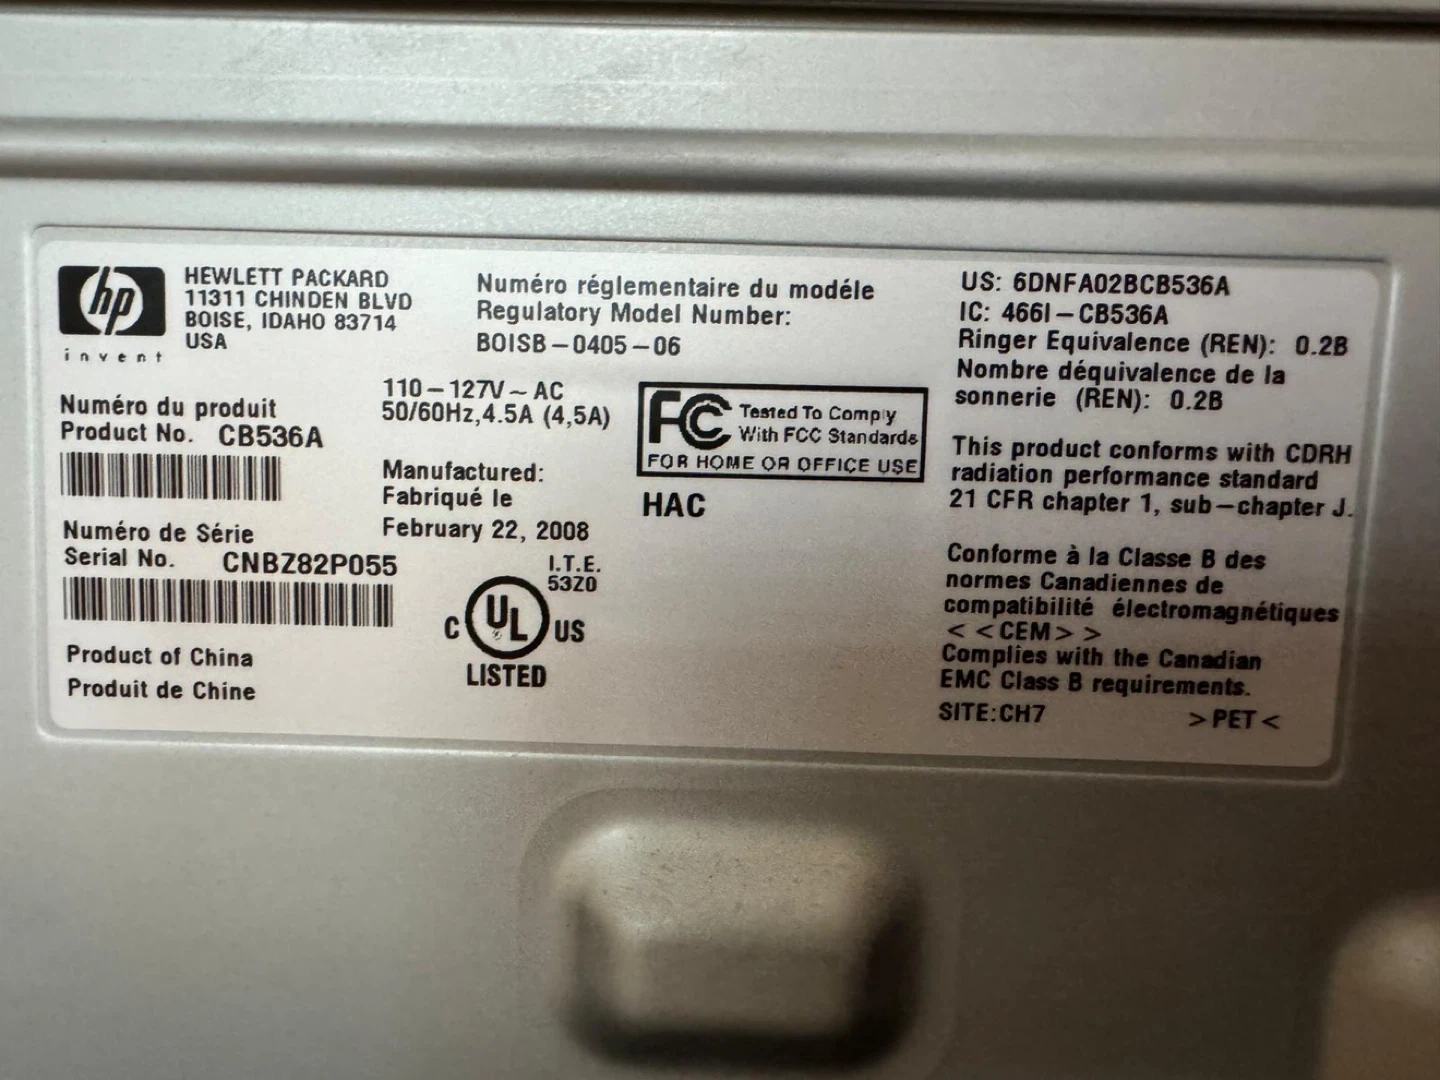 hp
invent
HEWLETT PACKARD
11311 CHINDEN BLVD
BOISE, IDAHO 83714
USA
Numéro du produit
Product No. CB536A
Numéro de Série
Serial No. CNBZ82P055
Product of China
Produit de Chine
Numéro réglementaire du modéle
Regulatory Model Number:
BOISB-0405-06
110-127V~AC
50/60Hz,4.5A (4,5A)
Manufactured:
Fabriqué le
February 22, 2008
I.T.E.
53Z0
C UL US
LISTED
FC Tested To Comply
With FCC Standards
FOR HOME OR OFFICE USE
HAC
US: 6DNFA02BCB536A
IC: 466I-CB536A
Ringer Equivalence (REN): 0.2B
Nombre déquivalence de la
sonnerie (REN): 0.2B
This product conforms with CDRH
radiation performance standard
21 CFR chapter 1, sub-chapter J.
Conforme à la Classe B des
normes Canadiennes de
compatibilité électromagnétiques
<<CEM>>
Complies with the Canadian
EMC Class B requirements.
SITE:CH7 >PET<